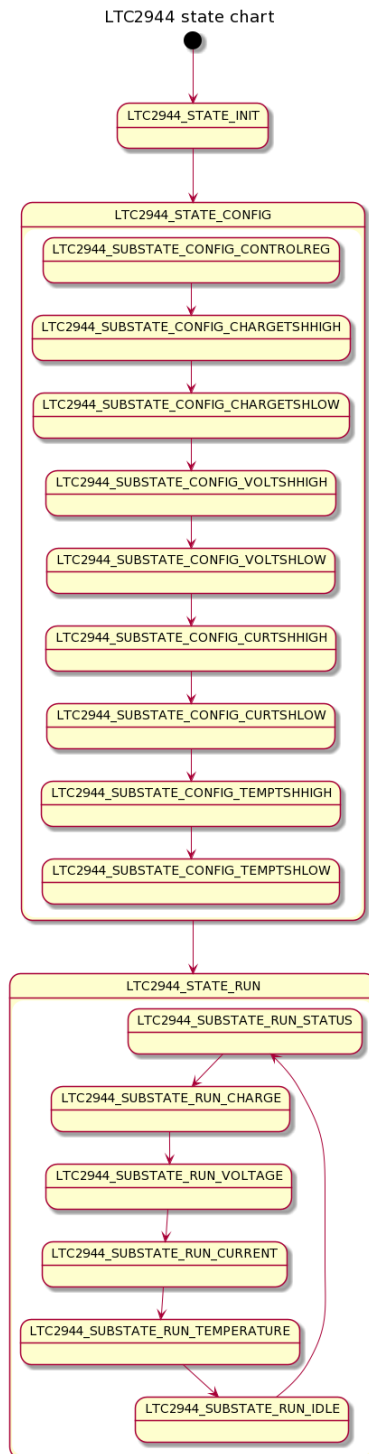 LTC2944 state chart
LTC2944_STATE_INIT
LTC2944_STATE_CONFIG
LTC2944_SUBSTATE_CONFIG_CONTROLREG
LTC2944_SUBSTATE_CONFIG_CHARGETSHHIGH
LTC2944_SUBSTATE_CONFIG_CHARGETSHLOW
LTC2944_SUBSTATE_CONFIG_VOLTSHHIGH
LTC2944_SUBSTATE_CONFIG_VOLTSHLOW
LTC2944_SUBSTATE_CONFIG_CURTSHHIGH
LTC2944_SUBSTATE_CONFIG_CURTSHLOW
LTC2944_SUBSTATE_CONFIG_TEMPTSHHIGH
LTC2944_SUBSTATE_CONFIG_TEMPTSHLOW
LTC2944_STATE_RUN
LTC2944_SUBSTATE_RUN_STATUS
LTC2944_SUBSTATE_RUN_CHARGE
LTC2944_SUBSTATE_RUN_VOLTAGE
LTC2944_SUBSTATE_RUN_CURRENT
LTC2944_SUBSTATE_RUN_TEMPERATURE
LTC2944_SUBSTATE_RUN_IDLE